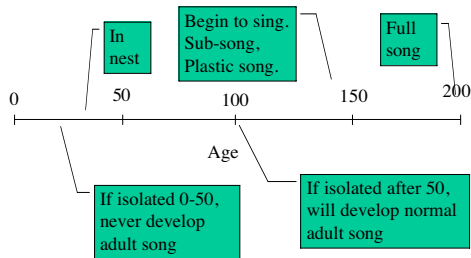 In
nest
Begin to sing.
Sub-song,
Plastic song.
Full
song
0
50
100
150
200
Age
If isolated 0-50,
never develop
adult song
If isolated after 50,
will develop normal
adult song